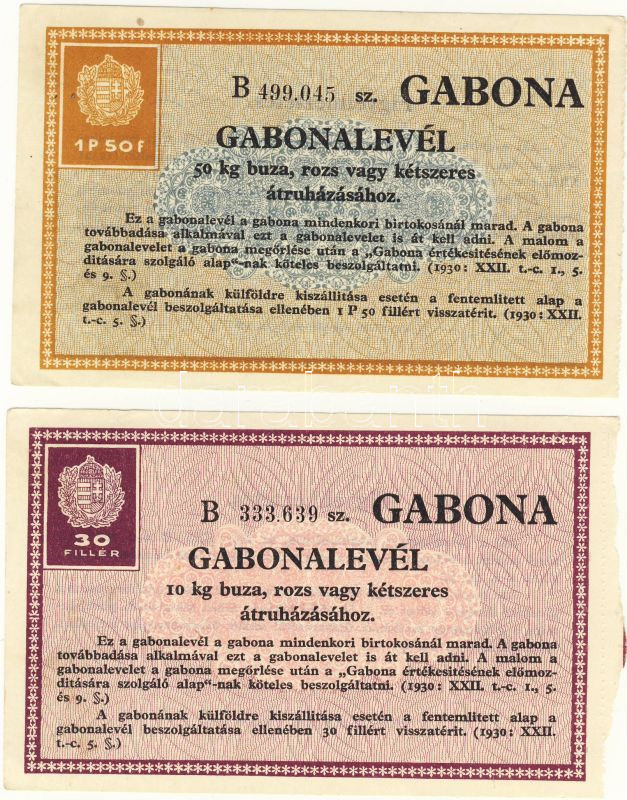 B 499.045 sz. GABONA
1 P 50 F
GABONALEVÉL
50 kg buza, rozs vagy kétszeres
átruházásához.
Ez a gabonalevél a gabona mindenkori birtokosánál marad. A gabona
továbbadása alkalmával ezt a gabonalevelet is át kell adni. A malom a
gabonalevelet a gabona megőrlése után a „Gabona értékesitésének előmoz-
ditására szolgáló alap“-nak köteles beszolgáltatni. (1930: XXII. t.-c. 1., 5.
és 9. §.)
A gabonának külföldre kiszállitása esetén a fentemlitett alap a
gabonalevél beszolgáltatása ellenében 1 P 50 fillért visszatérit. (1930: XXII.
t.-c. 5. §.)
darabanth
B 333.639 sz. GABONA
30
FILLÉR
GABONALEVÉL
10 kg buza, rozs vagy kétszeres
átruházásához.
Ez a gabonalevél a gabona mindenkori birtokosánál marad. A gabona
továbbadása alkalmával ezt a gabonalevelet is át kell adni. A malom a
gabonalevelet a gabona megőrlése után a „Gabona értékesitésének előmoz-
ditására szolgáló alap“-nak köteles beszolgáltatni. (1930: XXII. t.-c. 1., 5.
és 9. §.)
A gabonának külföldre kiszállitása esetén a fentemlitett alap a
gabonalevél beszolgáltatása ellenében 30 fillért visszatérit. (1930: XXII.
t.-c. 5. §.)